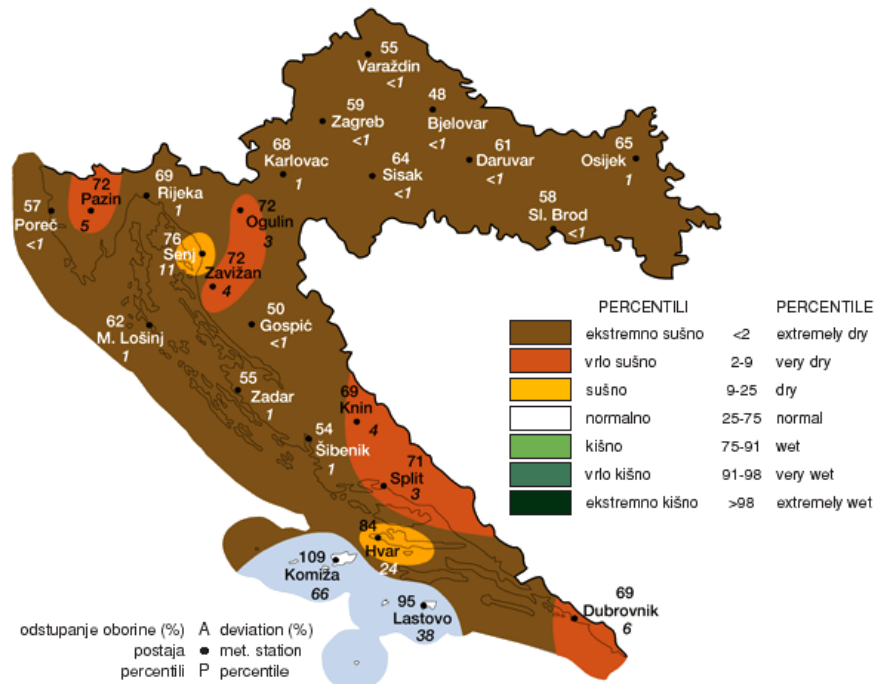 55
Varaždin
<1
48
Bjelovar
<1
59
Zagreb
<1
68
Karlovac
1
64
Sisak
<1
61
Daruvar
<1
65
Osijek
1
58
Sl. Brod
<1
57
Poreč
<1
72
Pazin
5
69
Rijeka
1
72
Ogulin
3
76
Senj
11
72
Zavižan
4
62
M. Lošinj
1
50
Gospić
<1
55
Zadar
1
54
Šibenik
1
69
Knin
4
71
Split
3
84
Hvar
24
109
Komiža
66
95
Lastovo
38
69
Dubrovnik
6
PERCENTILI PERCENTILE
ekstremno sušno <2 extremely dry
vrlo sušno 2-9 very dry
sušno 9-25 dry
normalno 25-75 normal
kišno 75-91 wet
vrlo kišno 91-98 very wet
ekstremno kišno >98 extremely wet
odstupanje oborine (%) A deviation (%)
postaja ● met. station
percentili P percentile